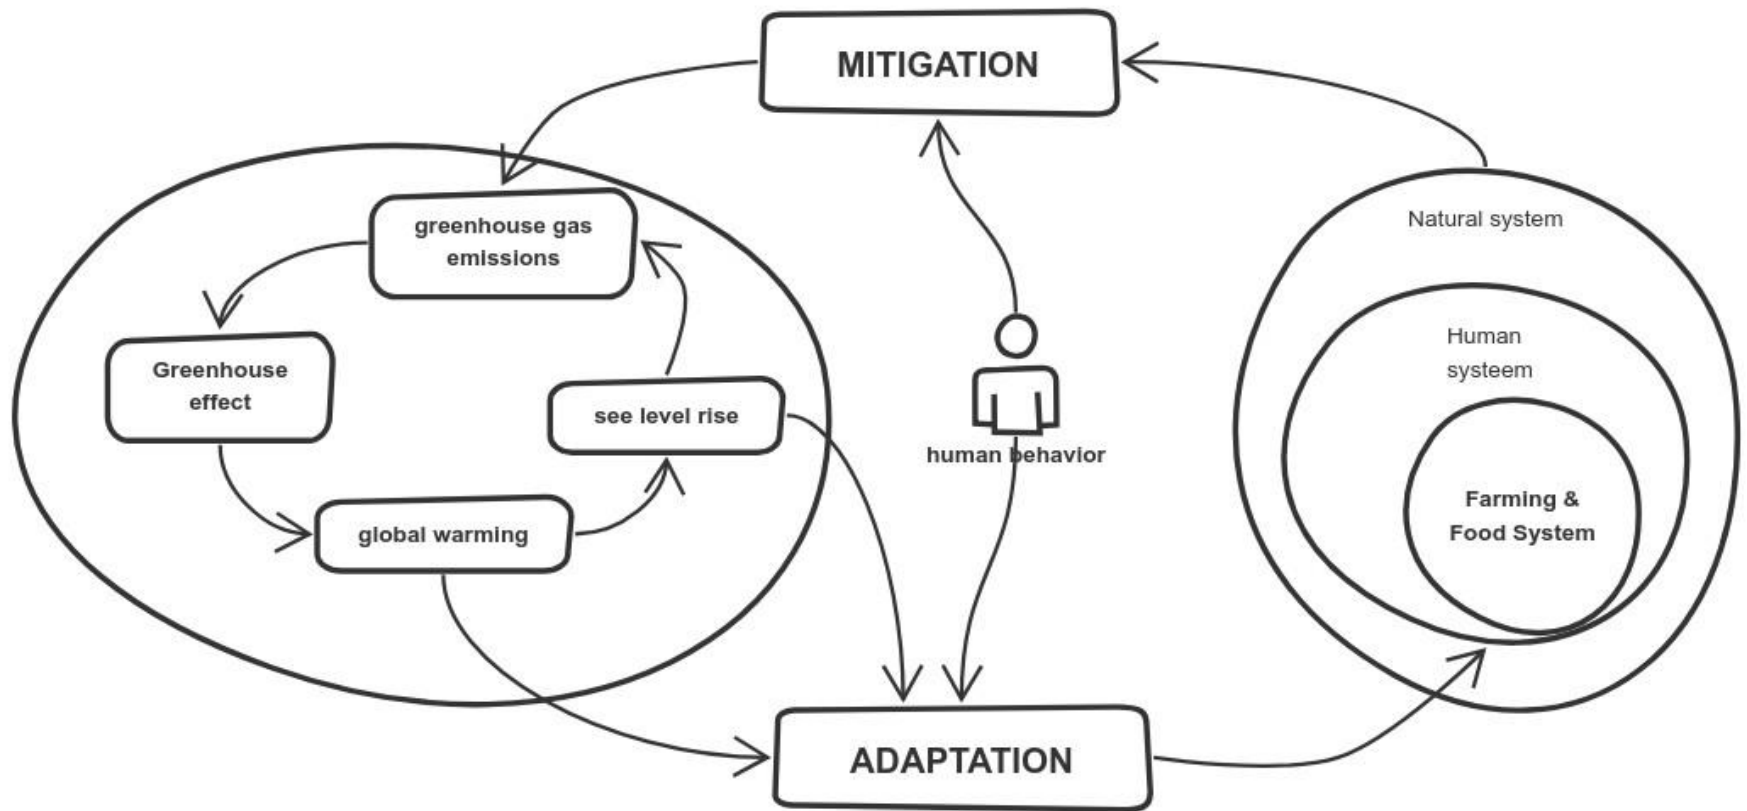 MITIGATION
greenhouse gas
emissions
Greenhouse
effect
see level rise
global warming
human behavior
Natural system
Human
systeem
Farming &
Food System
ADAPTATION